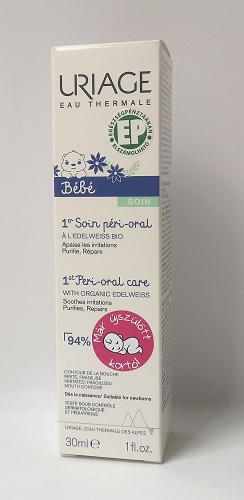 URIAGE
EAU THERMALE
EGÉSZSÉGPÉNZTÁRBAN
EP
ELSZÁMOLHATÓ
Bébé
SOIN
1er Soin péri-oral
À L'EDELWEISS BIO
Apaise les irritations
Purifie, Répare
1st Peri-oral care
WITH ORGANIC EDELWEISS
Soothes irritations
Purifies, Repairs
94%
Már újszülött
kortól
CONTOUR DE LA BOUCHE
IRRITÉ, FRAGILISÉ
IRRITATED, FRAGILIZED
MOUTH CONTOUR
Dès la naissance/ Suitable for newborns
TESTÉ SOUS CONTRÔLE
DERMATOLOGIQUE
ET PÉDIATRIQUE
URIAGE, EAU THERMALE DES ALPES
30ml e 1fl.oz.